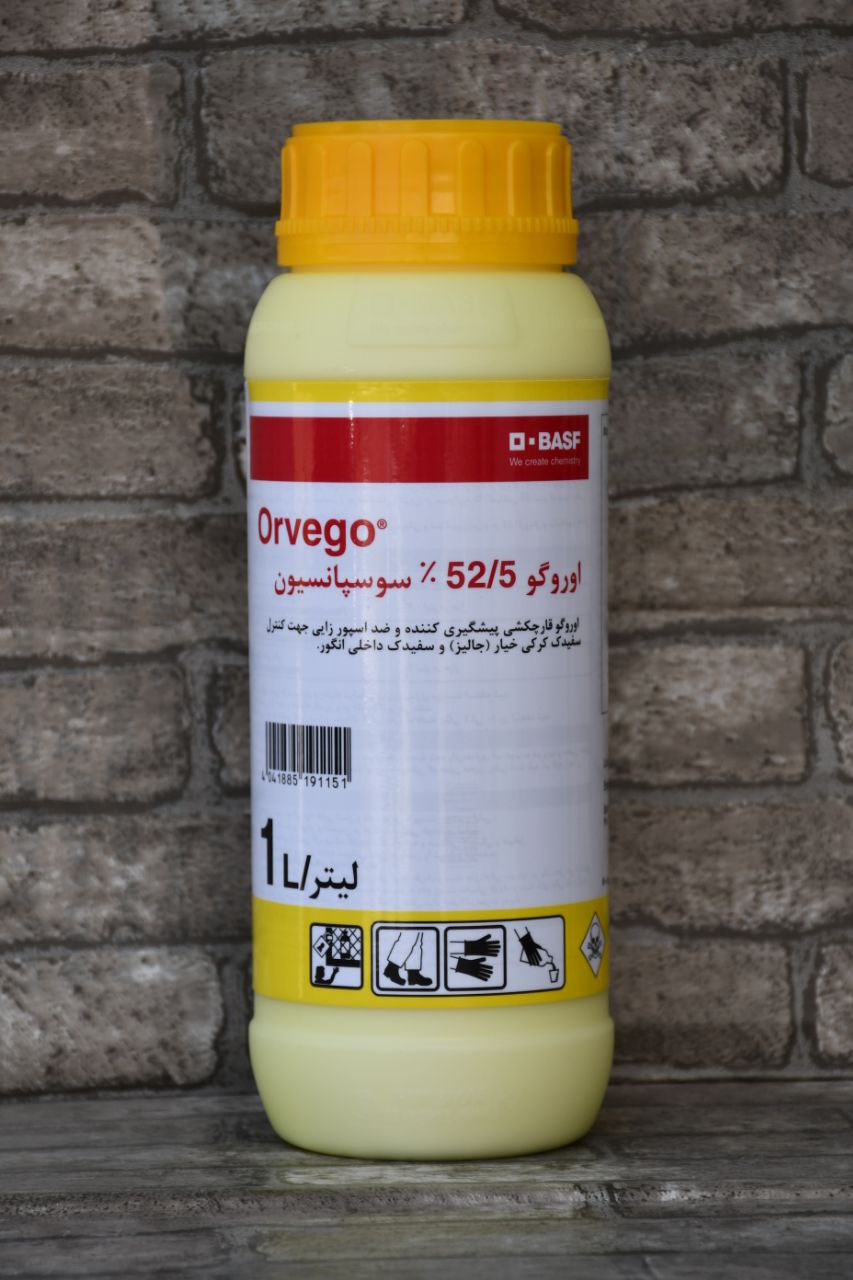 BASF
We create chemistry
Orvego®
اوروگو 52/5 ٪ سوسپانسیون
اوروگو قارچکشی پیشگیری کننده و ضد اسپور زایی جهت کنترل
سفیدک کرکی خیار (جالیز) و سفیدک داخلی انگور.
4 041885 191151
1 L/لیتر